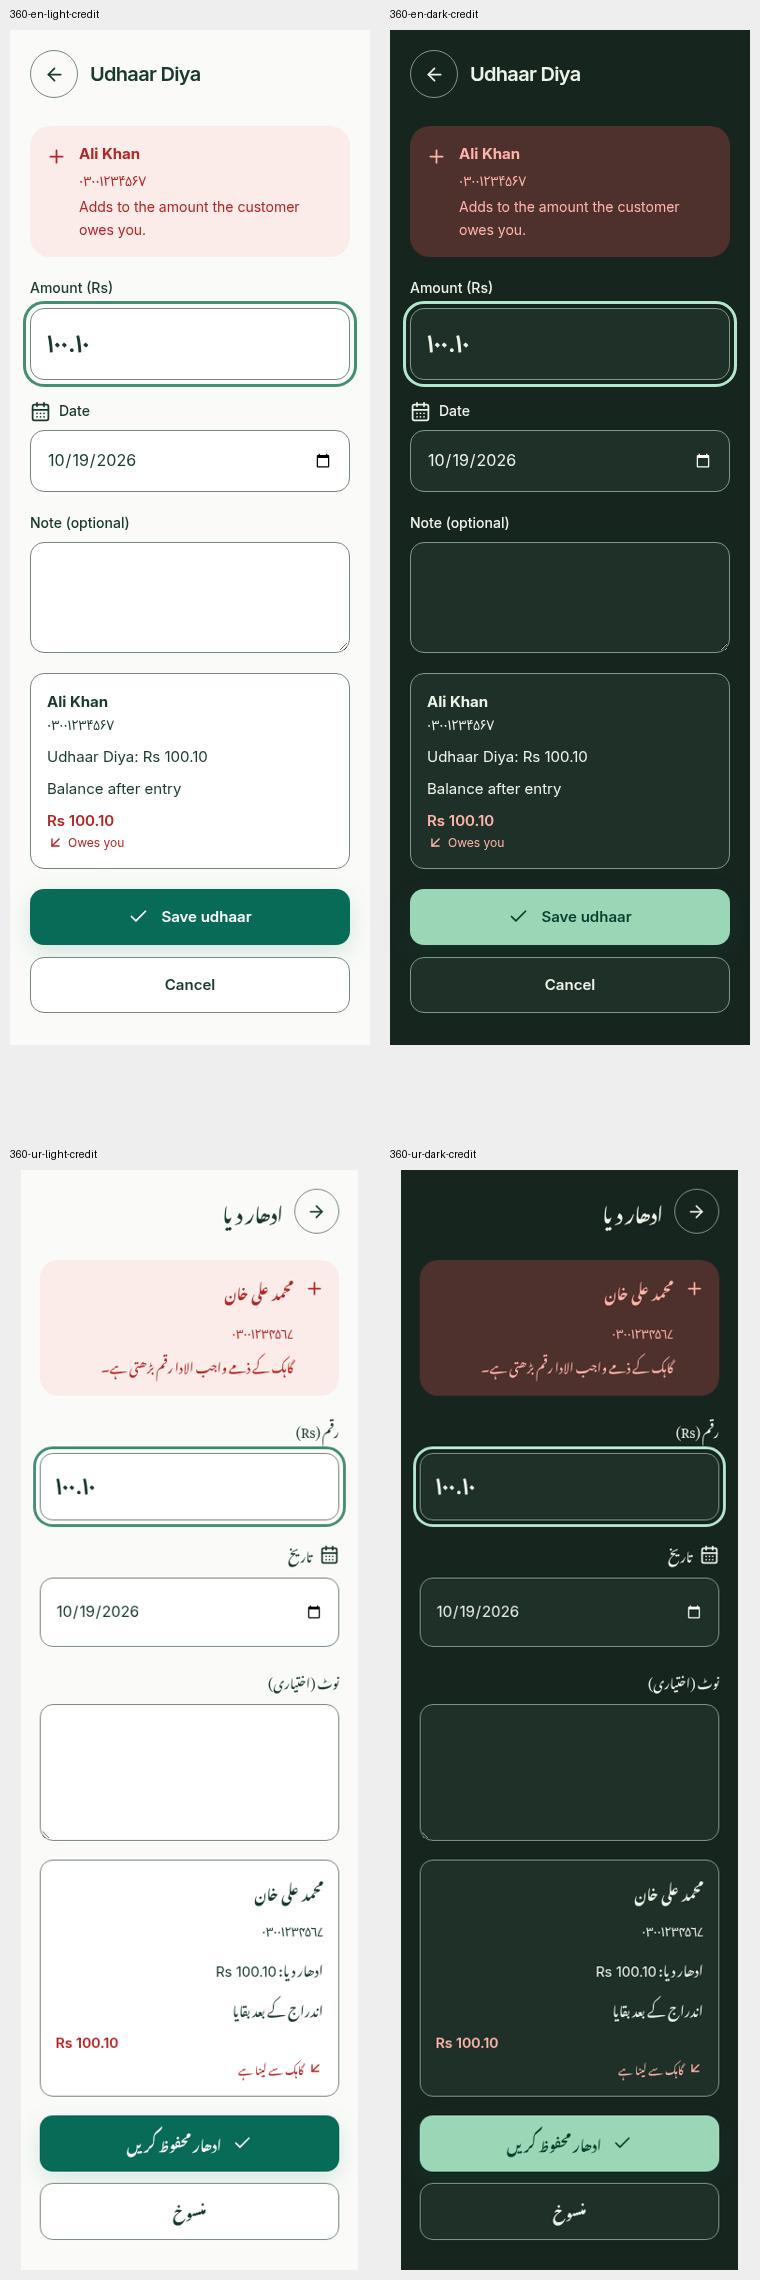 360-en-light-credit
Udhaar Diya
Ali Khan
۰۳۰۰۱۲۳۴۵۶۷
Adds to the amount the customer
owes you.
Amount (Rs)
۱۰۰.۱۰
Date
10/19/2026
Note (optional)
Ali Khan
۰۳۰۰۱۲۳۴۵۶۷
Udhaar Diya: Rs 100.10
Balance after entry
Rs 100.10
Owes you
Save udhaar
Cancel
360-en-dark-credit
Udhaar Diya
Ali Khan
۰۳۰۰۱۲۳۴۵۶۷
Adds to the amount the customer
owes you.
Amount (Rs)
۱۰۰.۱۰
Date
10/19/2026
Note (optional)
Ali Khan
۰۳۰۰۱۲۳۴۵۶۷
Udhaar Diya: Rs 100.10
Balance after entry
Rs 100.10
Owes you
Save udhaar
Cancel
360-ur-light-credit
ادھار دیا
محمد علی خان
۰۳۰۰۱۲۳۴۵۶۷
گاہک کے ذمے واجب الادا رقم بڑھتی ہے۔
رقم (Rs)
۱۰۰.۱۰
تاریخ
10/19/2026
نوٹ (اختیاری)
محمد علی خان
۰۳۰۰۱۲۳۴۵۶۷
ادھار دیا: Rs 100.10
اندراج کے بعد بقایا
Rs 100.10
گاہک سے لینا ہے
ادھار محفوظ کریں
منسوخ
360-ur-dark-credit
ادھار دیا
محمد علی خان
۰۳۰۰۱۲۳۴۵۶۷
گاہک کے ذمے واجب الادا رقم بڑھتی ہے۔
رقم (Rs)
۱۰۰.۱۰
تاریخ
10/19/2026
نوٹ (اختیاری)
محمد علی خان
۰۳۰۰۱۲۳۴۵۶۷
ادھار دیا: Rs 100.10
اندراج کے بعد بقایا
Rs 100.10
گاہک سے لینا ہے
ادھار محفوظ کریں
منسوخ